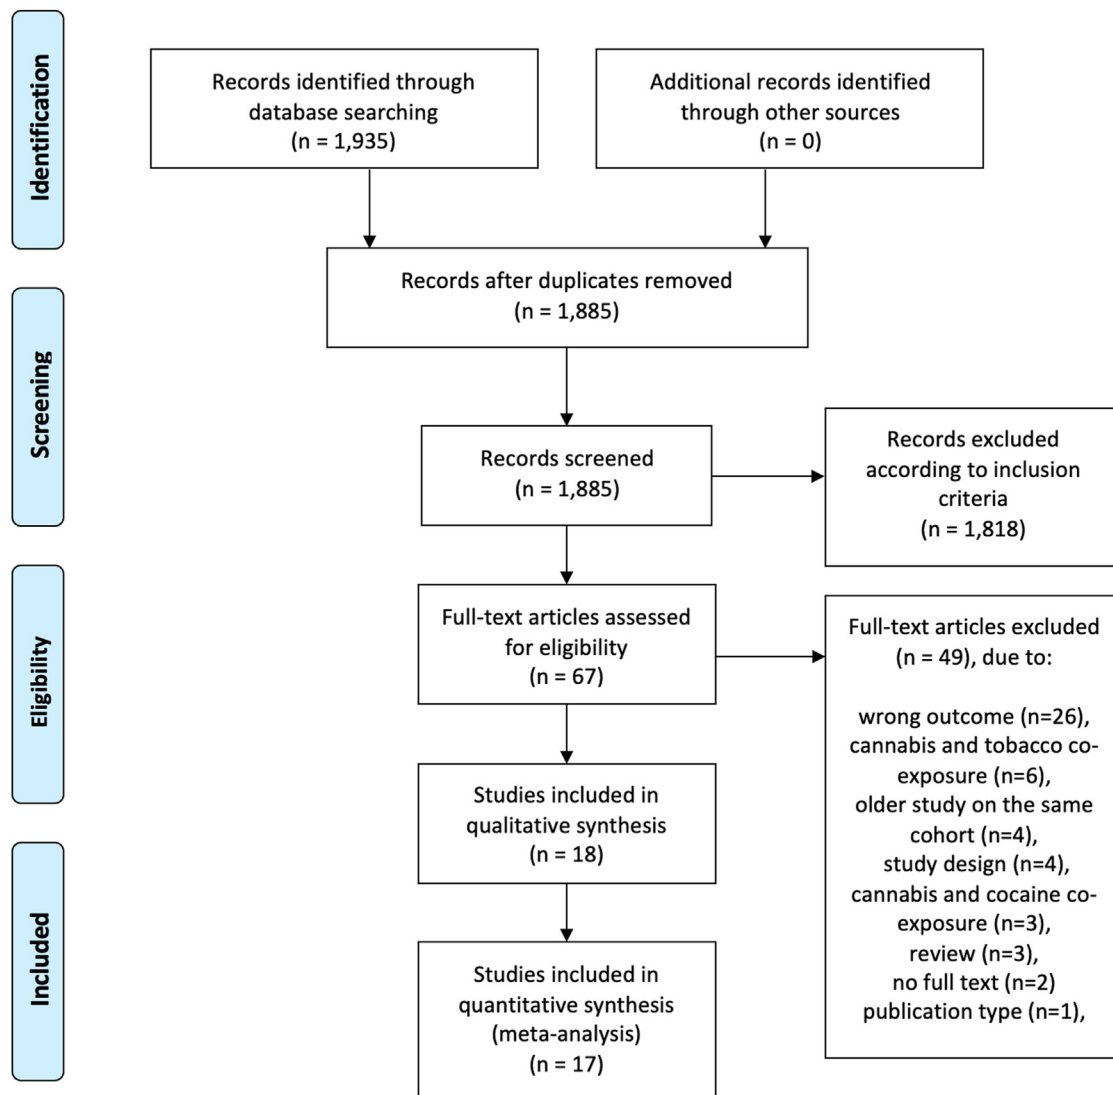 Identification
Records identified through
database searching
(n = 1,935)
Additional records identified
through other sources
(n = 0)
Records after duplicates removed
(n = 1,885)
Screening
Records screened
(n = 1,885)
Records excluded
according to inclusion
criteria
(n = 1,818)
Eligibility
Full-text articles assessed
for eligibility
(n = 67)
Full-text articles excluded
(n = 49), due to:
wrong outcome (n=26),
cannabis and tobacco co-
exposure (n=6),
older study on the same
cohort (n=4),
study design (n=4),
cannabis and cocaine co-
exposure (n=3),
review (n=3),
no full text (n=2)
publication type (n=1),
Studies included in
qualitative synthesis
(n = 18)
Included
Studies included in
quantitative synthesis
(meta-analysis)
(n = 17)